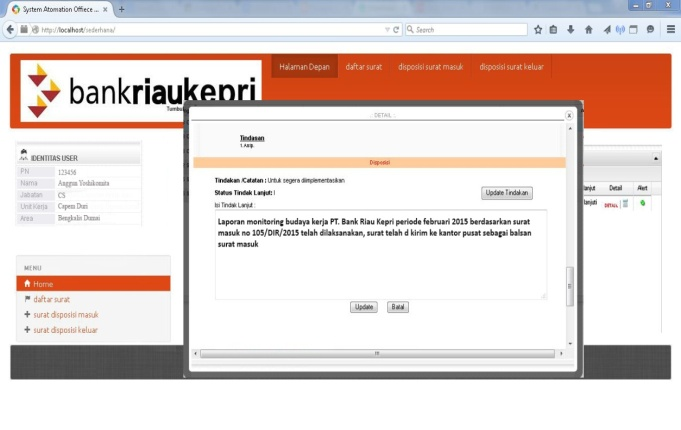 System Atomation Offiece ... × +
http://localhost/sederhana/
Search
bankriaukepri
Halaman Depan daftar surat disposisi surat masuk disposisi surat keluar
.: DETAIL :.
Tindasan
1. Asip.
Disposisi
Tindakan /Catatan : Untuk segera diimplementasikan
Status Tindak Lanjut: I
Update Tindakan
Isi Tindak Lanjut :
Laporan monitoring budaya kerja PT. Bank Riau Kepri periode februari 2015 berdasarkan surat
masuk no 105/DIR/2015 telah dilaksanakan, surat telah d kirim ke kantor pusat sebagai balsan
surat masuk
Update Batal
IDENTITAS USER
PN 123456
Nama Anggun Yoshikunata
Jabatan CS
Unit Kerja Capem Duri
Area Bengkalis Dumai
lanjut Detail Alert
lanjuti DETAIL
MENU
Home
daftar surat
surat disposisi masuk
surat disposisi keluar